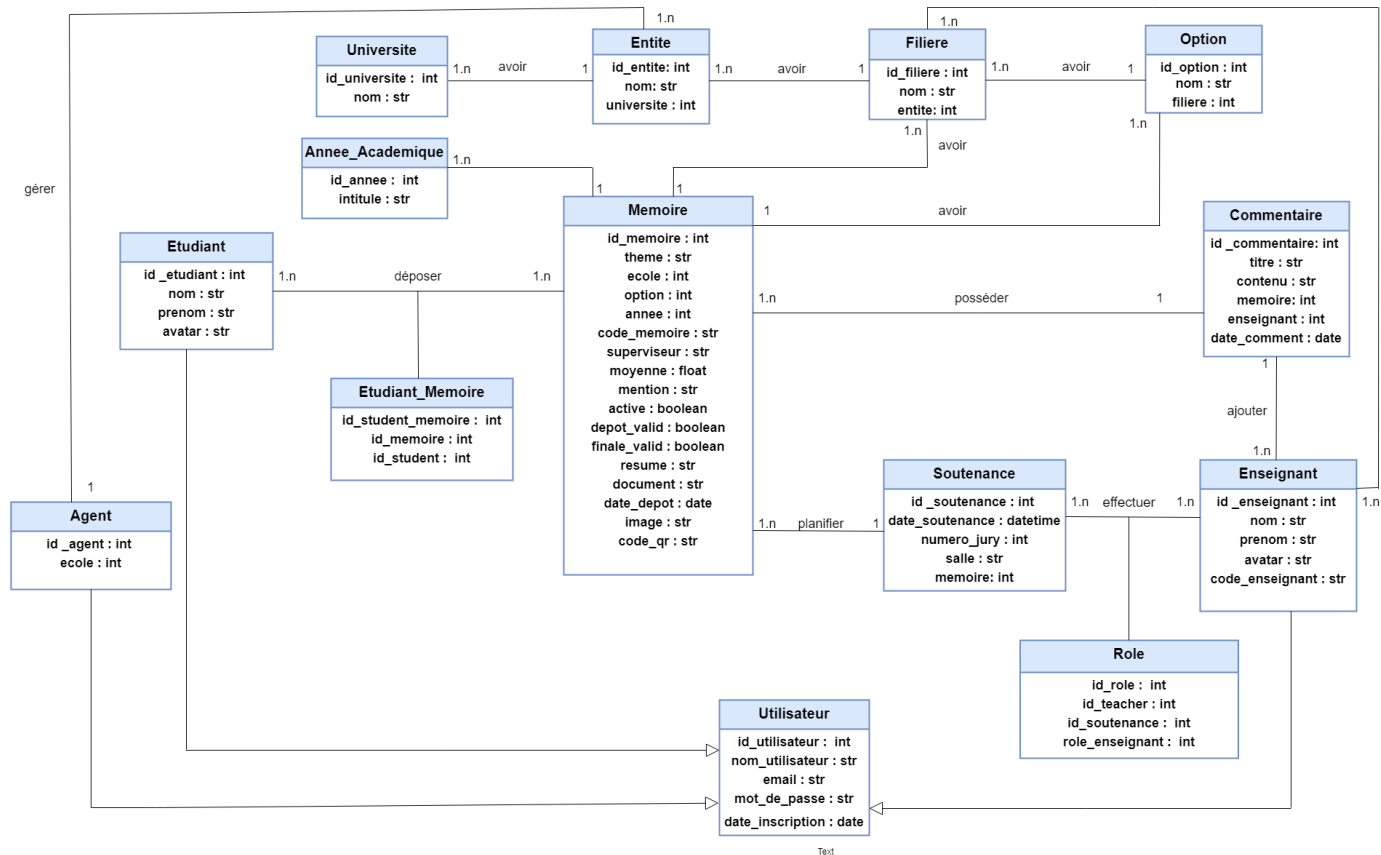 1.n
1.n
Universite
id_universite :  int
nom : str
1.n
avoir
1
Entite
id_entite: int
nom: str
universite : int
1.n
avoir
1
Filiere
id_filiere : int
nom : str
entite: int
1.n
avoir
1
Option
id_option : int
nom : str
filiere : int
1.n
avoir
1.n
Annee_Academique
id_annee :  int
intitule : str
1.n
1
1
gérer
Memoire
id_memoire : int
theme : str
ecole : int
option : int
annee : int
code_memoire : str
superviseur : str
moyenne : float
mention : str
active : boolean
depot_valid : boolean
finale_valid : boolean
resume : str
document : str
date_depot : date
image : str
code_qr : str
1
avoir
Commentaire
id _commentaire: int
titre : str
contenu : str
memoire: int
enseignant : int
date_comment : date
Etudiant
id _etudiant : int
nom : str
prenom : str
avatar : str
1.n
déposer
1.n
1.n
posséder
1
Etudiant_Memoire
id_student_memoire :  int
id_memoire : int
id_student :  int
1
ajouter
1.n
1
Agent
id _agent : int
ecole : int
1.n
planifier
1
Soutenance
id _soutenance : int
date_soutenance : datetime
numero_jury : int
salle : str
memoire: int
1.n
effectuer
1.n
Enseignant
id _enseignant : int
nom : str
prenom : str
avatar : str
code_enseignant : str
1.n
Role
id_role :  int
id_teacher : int
id_soutenance :  int
role_enseignant :  int
Utilisateur
id_utilisateur :  int
nom_utilisateur : str
email : str
mot_de_passe : str
date_inscription : date
Text